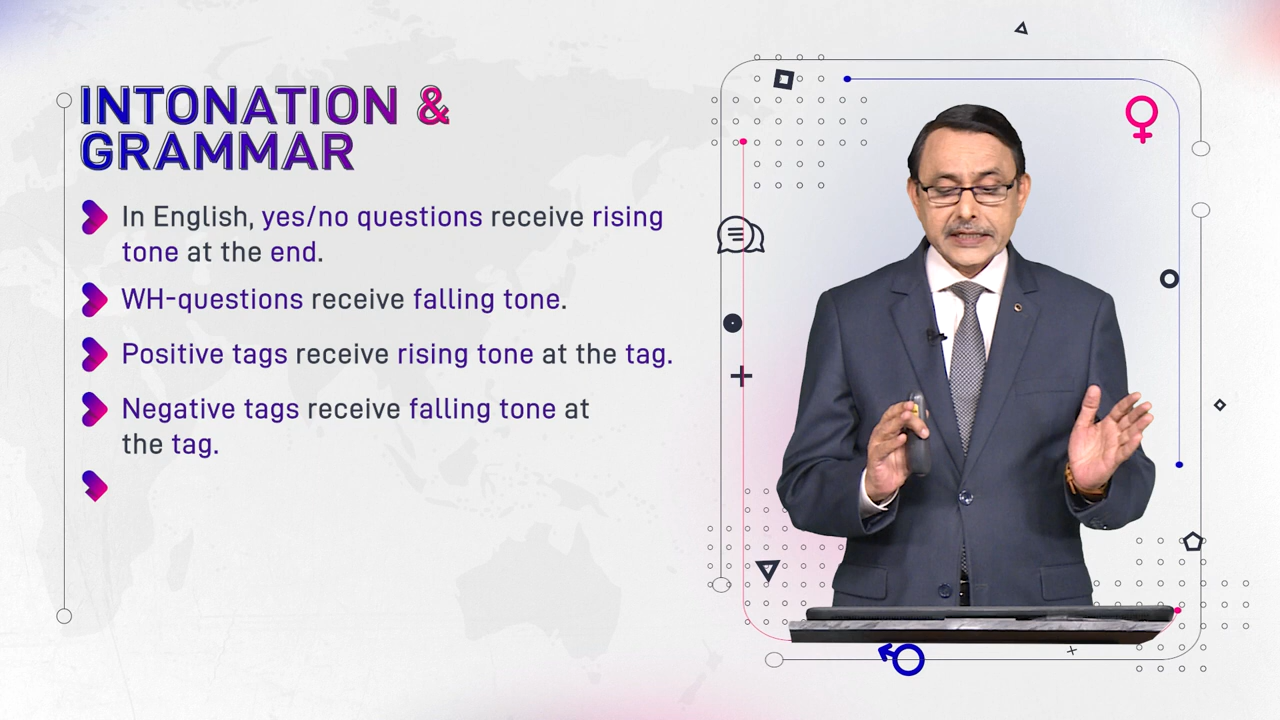 INTONATION &
GRAMMAR
In English, yes/no questions receive rising
tone at the end.
WH-questions receive falling tone.
Positive tags receive rising tone at the tag.
Negative tags receive falling tone at
the tag.